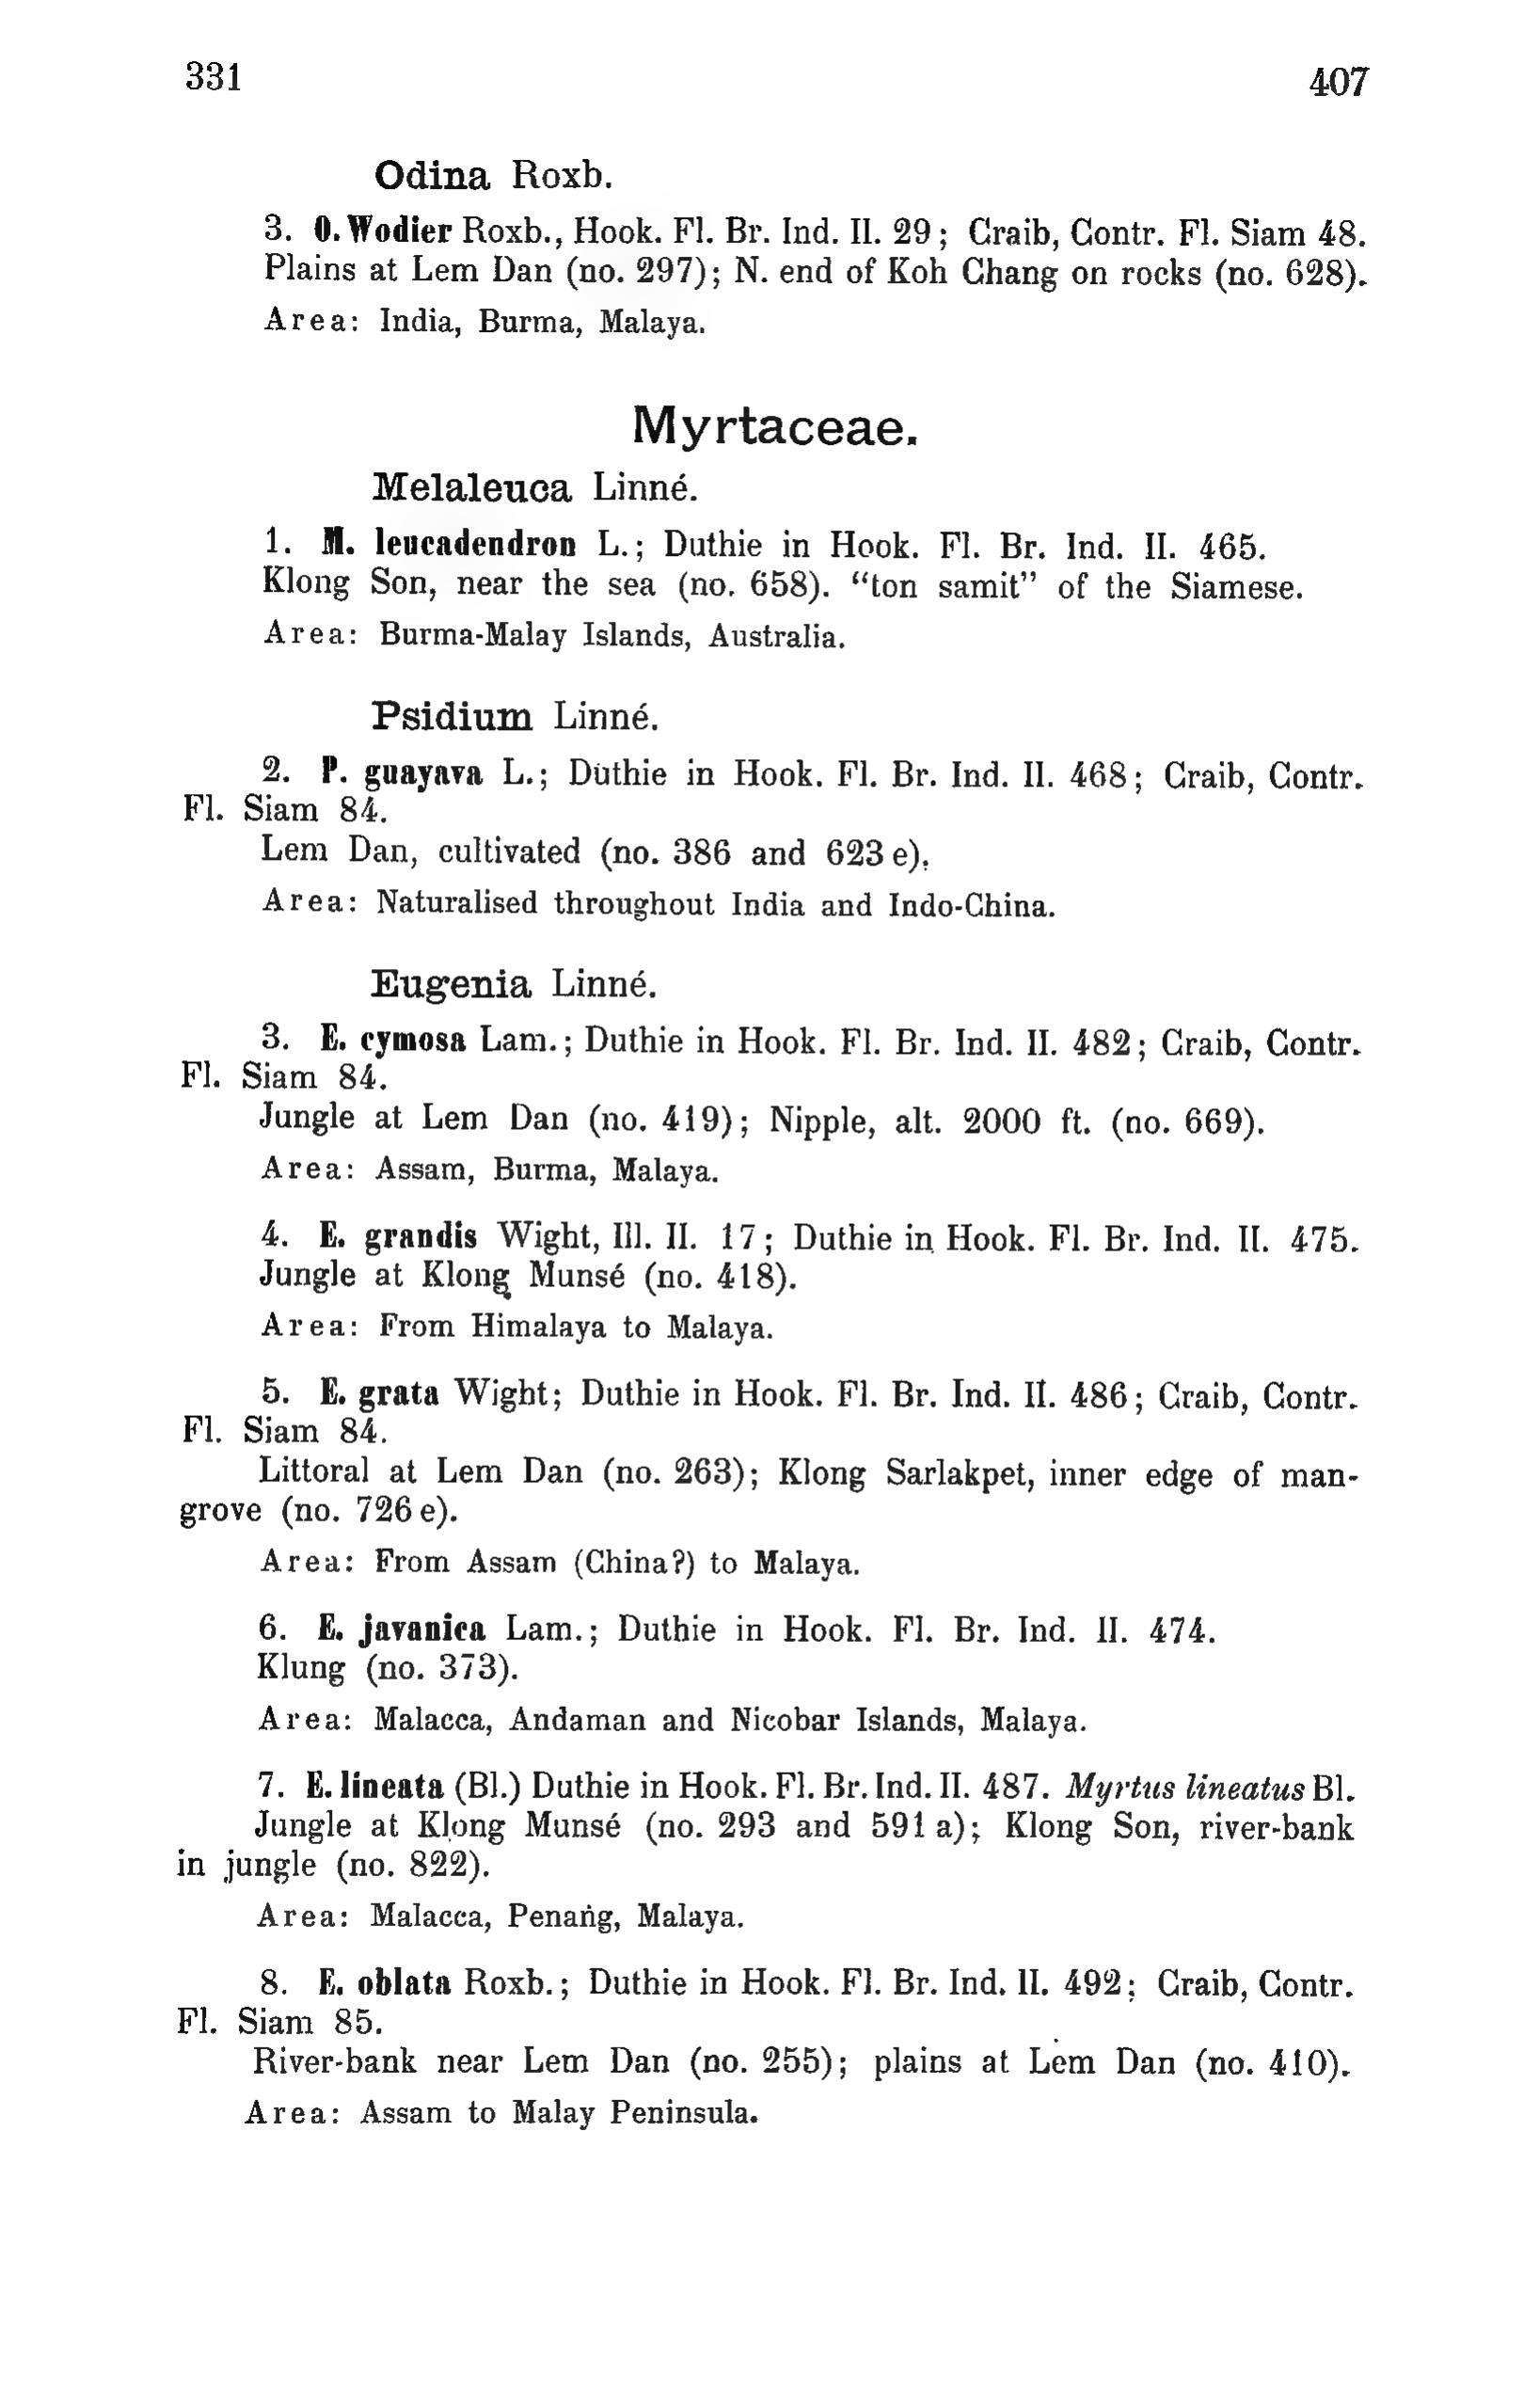 331 407
Odina Roxb.
3. O. Wodier Roxb., Hook. Fl. Br. Ind. II. 29; Craib, Contr. Fl. Siam 48.
Plains at Lem Dan (no. 297); N. end of Koh Chang on rocks (no. 628).
Area: India, Burma, Malaya.
Myrtaceae.
Melaleuca Linné.
1. M. leucadendron L.; Duthie in Hook. Fl. Br. Ind. II. 465.
Klong Son, near the sea (no. 658). “ton samit” of the Siamese.
Area: Burma-Malay Islands, Australia.
Psidium Linné.
2. P. guayava L.; Duthie in Hook. Fl. Br. Ind. II. 468; Craib, Contr.
Fl. Siam 84.
Lem Dan, cultivated (no. 386 and 623 e).
Area: Naturalised throughout India and Indo-China.
Eugenia Linné.
3. E. cymosa Lam.; Duthie in Hook. Fl. Br. Ind. II. 482; Craib, Contr.
Fl. Siam 84.
Jungle at Lem Dan (no. 419); Nipple, alt. 2000 ft. (no. 669).
Area: Assam, Burma, Malaya.
4. E. grandis Wight, Ill. II. 17; Duthie in Hook. Fl. Br. Ind. II. 475.
Jungle at Klong Munsé (no. 418).
Area: From Himalaya to Malaya.
5. E. grata Wight; Duthie in Hook. Fl. Br. Ind. II. 486; Craib, Contr.
Fl. Siam 84.
Littoral at Lem Dan (no. 263); Klong Sarlakpet, inner edge of man-
grove (no. 726 e).
Area: From Assam (China?) to Malaya.
6. E. javanica Lam.; Duthie in Hook. Fl. Br. Ind. II. 474.
Klung (no. 373).
Area: Malacca, Andaman and Nicobar Islands, Malaya.
7. E. lineata (Bl.) Duthie in Hook. Fl. Br. Ind. II. 487. Myrtus lineatus Bl.
Jungle at Klong Munsé (no. 293 and 591 a); Klong Son, river-bank
in jungle (no. 822).
Area: Malacca, Penang, Malaya.
8. E. oblata Roxb.; Duthie in Hook. Fl. Br. Ind. II. 492; Craib, Contr.
Fl. Siam 85.
River-bank near Lem Dan (no. 255); plains at Lem Dan (no. 410).
Area: Assam to Malay Peninsula.